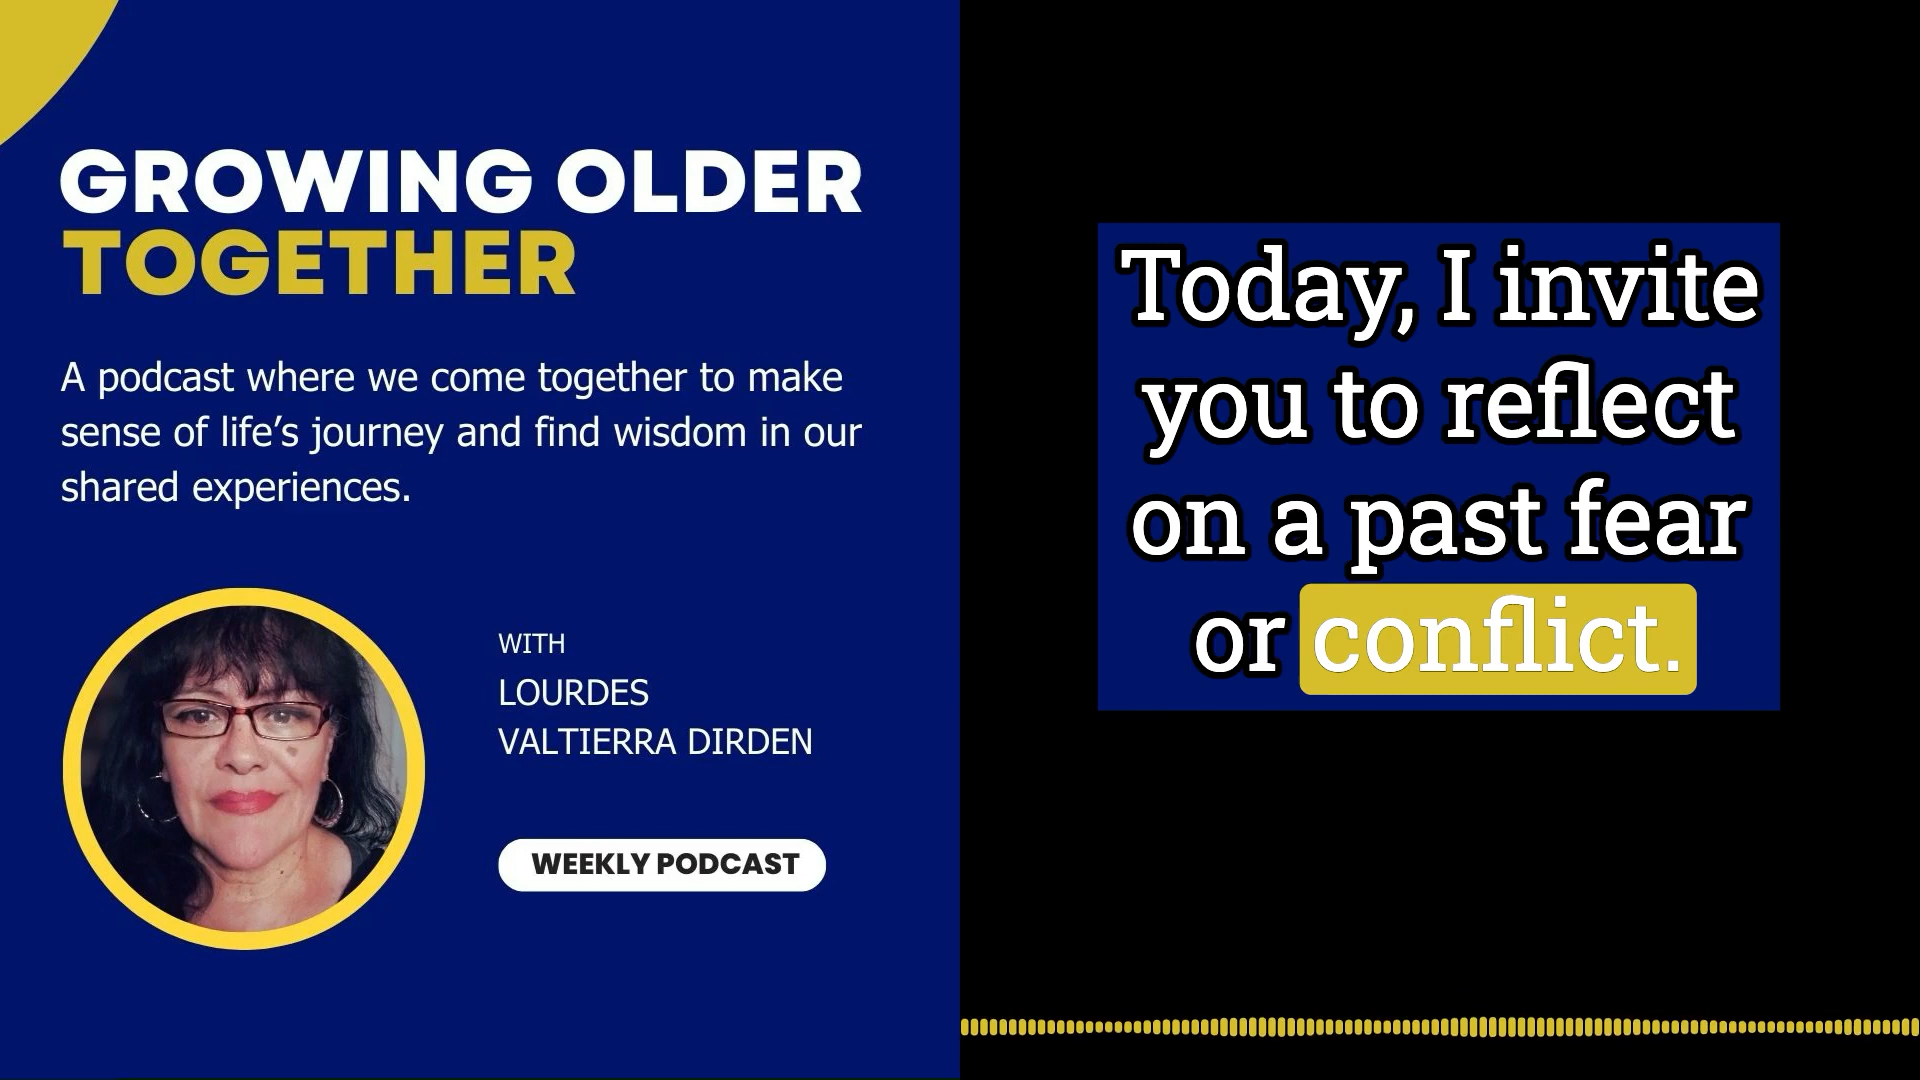 GROWING OLDER
TOGETHER
A podcast where we come together to make
sense of life’s journey and find wisdom in our
shared experiences.
WITH
LOURDES
VALTIERRA DIRDEN
WEEKLY PODCAST
Today, I invite
you to reflect
on a past fear
or conflict.